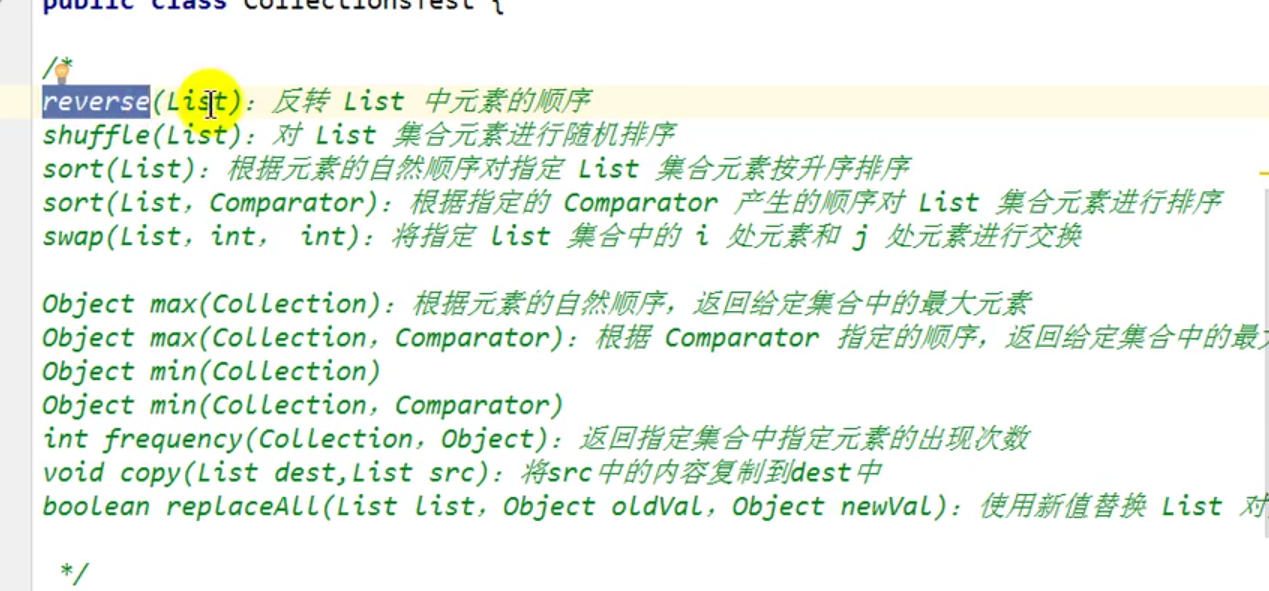 public class CollectionsTest {
/*
reverse(List)：反转 List 中元素的顺序
shuffle(List)：对 List 集合元素进行随机排序
sort(List)：根据元素的自然顺序对指定 List 集合元素按升序排序
sort(List，Comparator)：根据指定的 Comparator 产生的顺序对 List 集合元素进行排序
swap(List，int， int)：将指定 list 集合中的 i 处元素和 j 处元素进行交换
Object max(Collection)：根据元素的自然顺序，返回给定集合中的最大元素
Object max(Collection，Comparator)：根据 Comparator 指定的顺序，返回给定集合中的最
Object min(Collection)
Object min(Collection，Comparator)
int frequency(Collection，Object)：返回指定集合中指定元素的出现次数
void copy(List dest,List src)：将src中的内容复制到dest中
boolean replaceAll(List list，Object oldVal，Object newVal)：使用新值替换 List 对
*/